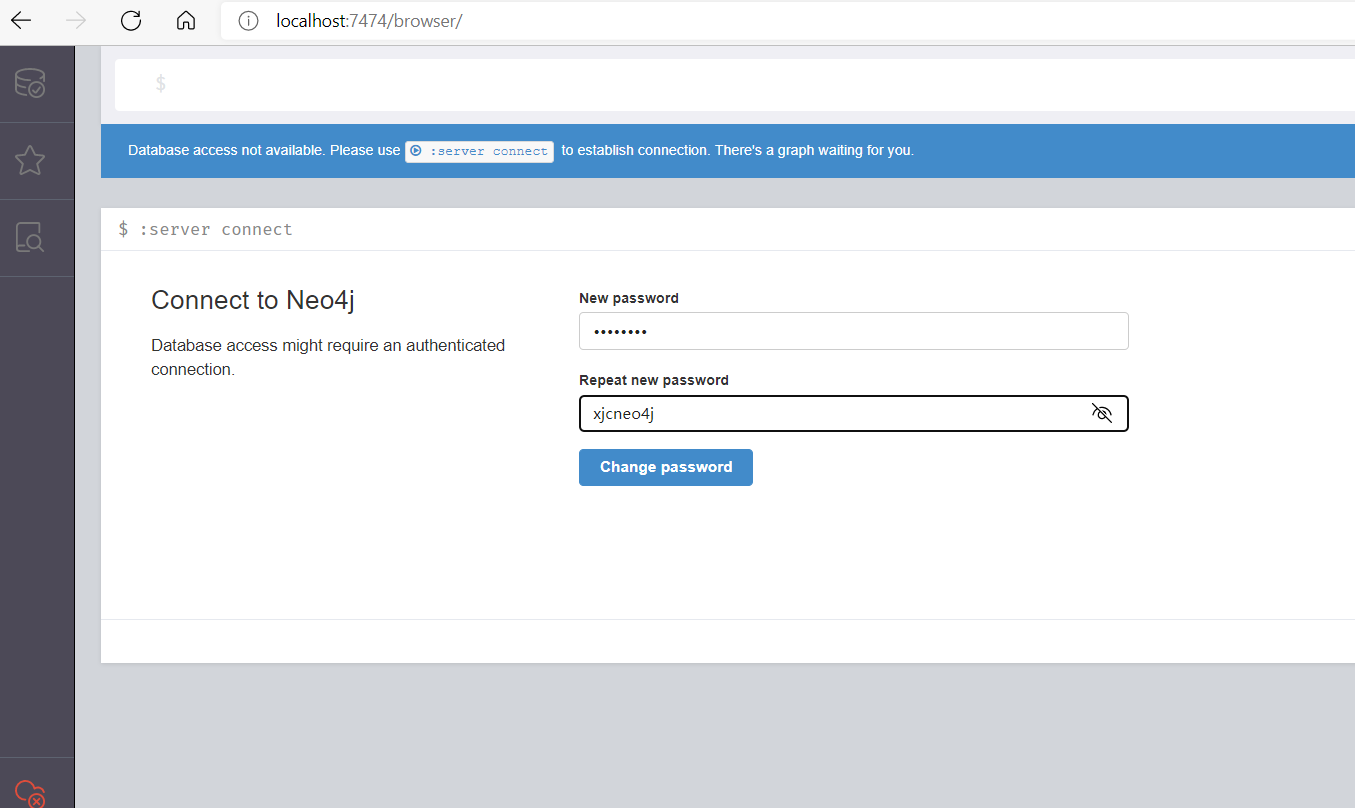 localhost:7474/browser/
$
Database access not available. Please use :server connect to establish connection. There's a graph waiting for you.
$ :server connect
Connect to Neo4j
Database access might require an authenticated
connection.
New password
••••••••
Repeat new password
xjcneo4j
Change password